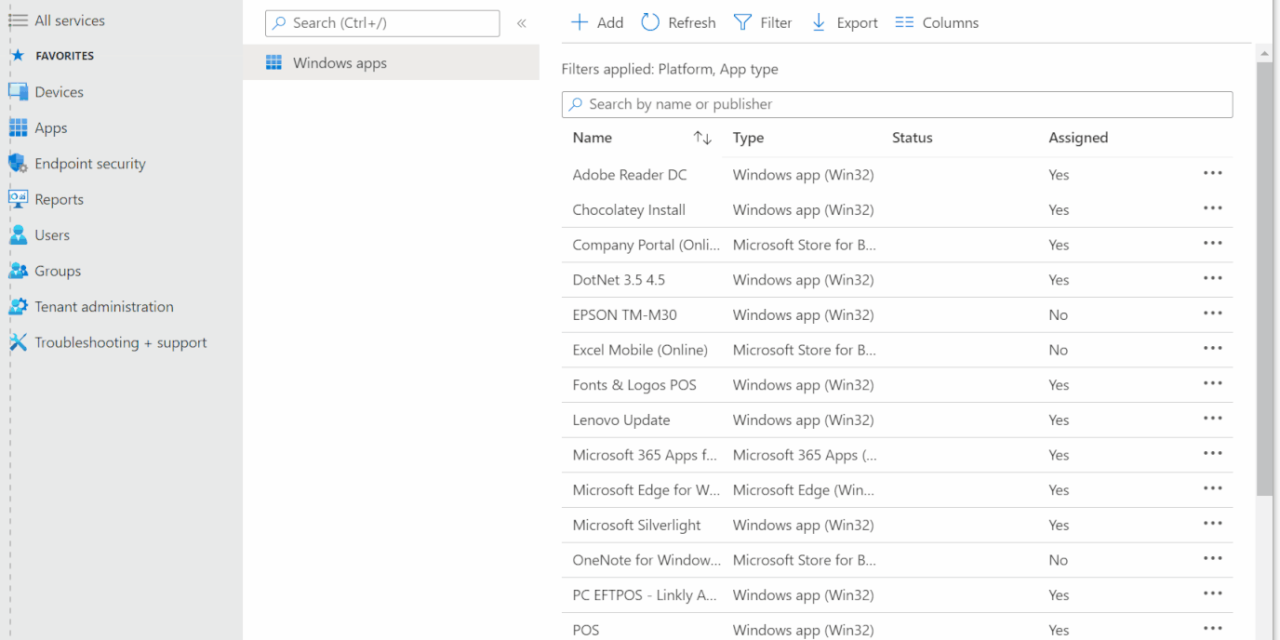 All services
FAVORITES
Devices
Apps
Endpoint security
Reports
Users
Groups
Tenant administration
Troubleshooting + support
Search (Ctrl+/)
«
Windows apps
Add Refresh Filter Export Columns
Filters applied: Platform, App type
Search by name or publisher
Name Type Status Assigned
Adobe Reader DC Windows app (Win32) Yes
Chocolatey Install Windows app (Win32) Yes
Company Portal (Onli... Microsoft Store for B... Yes
DotNet 3.5 4.5 Windows app (Win32) Yes
EPSON TM-M30 Windows app (Win32) No
Excel Mobile (Online) Microsoft Store for B... No
Fonts & Logos POS Windows app (Win32) Yes
Lenovo Update Windows app (Win32) Yes
Microsoft 365 Apps f... Microsoft 365 Apps (... Yes
Microsoft Edge for W... Microsoft Edge (Win... Yes
Microsoft Silverlight Windows app (Win32) Yes
OneNote for Window... Microsoft Store for B... No
PC EFTPOS - Linkly A... Windows app (Win32) Yes
POS Windows app (Win32) Yes